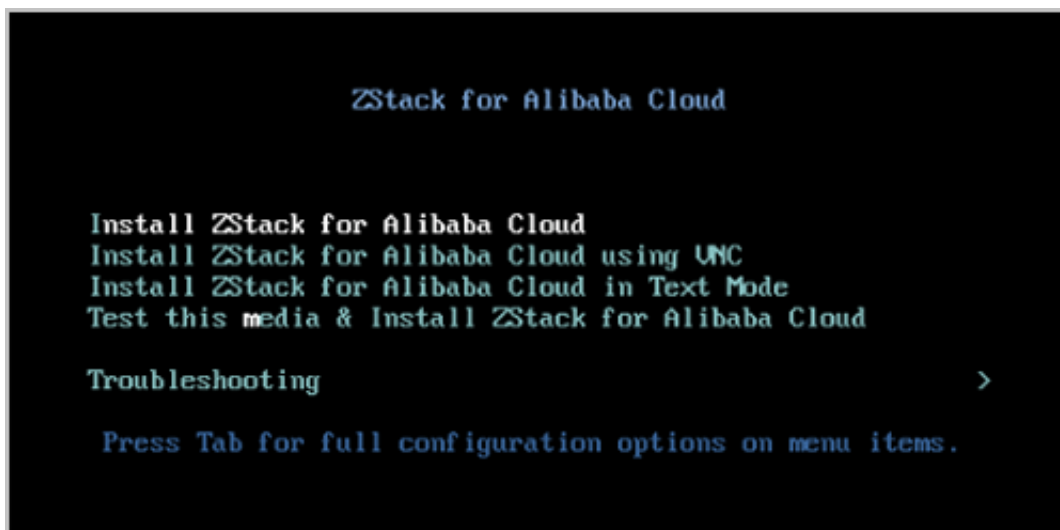 ZStack for Alibaba Cloud
Install ZStack for Alibaba Cloud
Install ZStack for Alibaba Cloud using VNC
Install ZStack for Alibaba Cloud in Text Mode
Test this media & Install ZStack for Alibaba Cloud
Troubleshooting >
Press Tab for full configuration options on menu items.